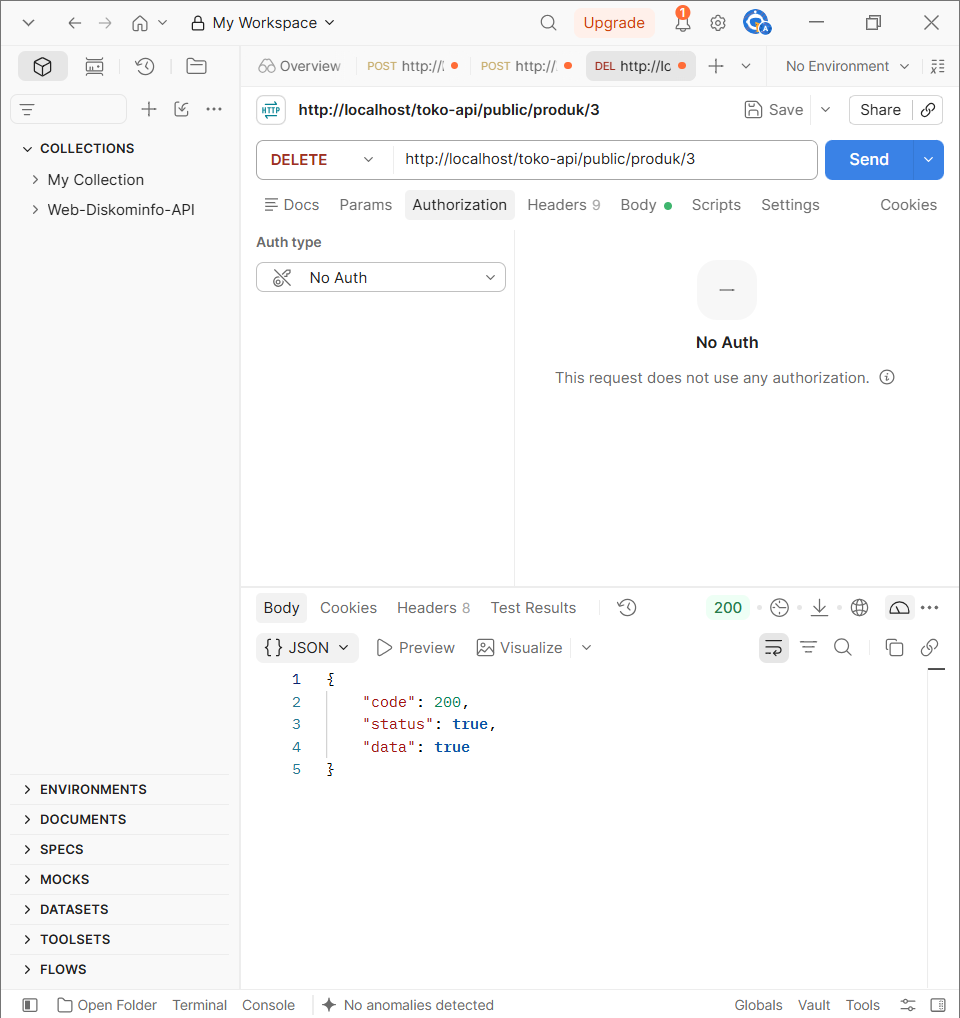 My Workspace
Upgrade
1
A
Overview
POST http://
POST http://
DEL http://lo
No Environment
HTTP
http://localhost/toko-api/public/produk/3
Save
Share
COLLECTIONS
My Collection
Web-Diskominfo-API
DELETE
http://localhost/toko-api/public/produk/3
Send
Docs Params Authorization Headers 9 Body Scripts Settings Cookies
Auth type
No Auth
No Auth
This request does not use any authorization.
Body Cookies Headers 8 Test Results
200
{} JSON
Preview
Visualize
1 {
2 "code": 200,
3 "status": true,
4 "data": true
5 }
ENVIRONMENTS
DOCUMENTS
SPECS
MOCKS
DATASETS
TOOLSETS
FLOWS
Open Folder Terminal Console No anomalies detected Globals Vault Tools